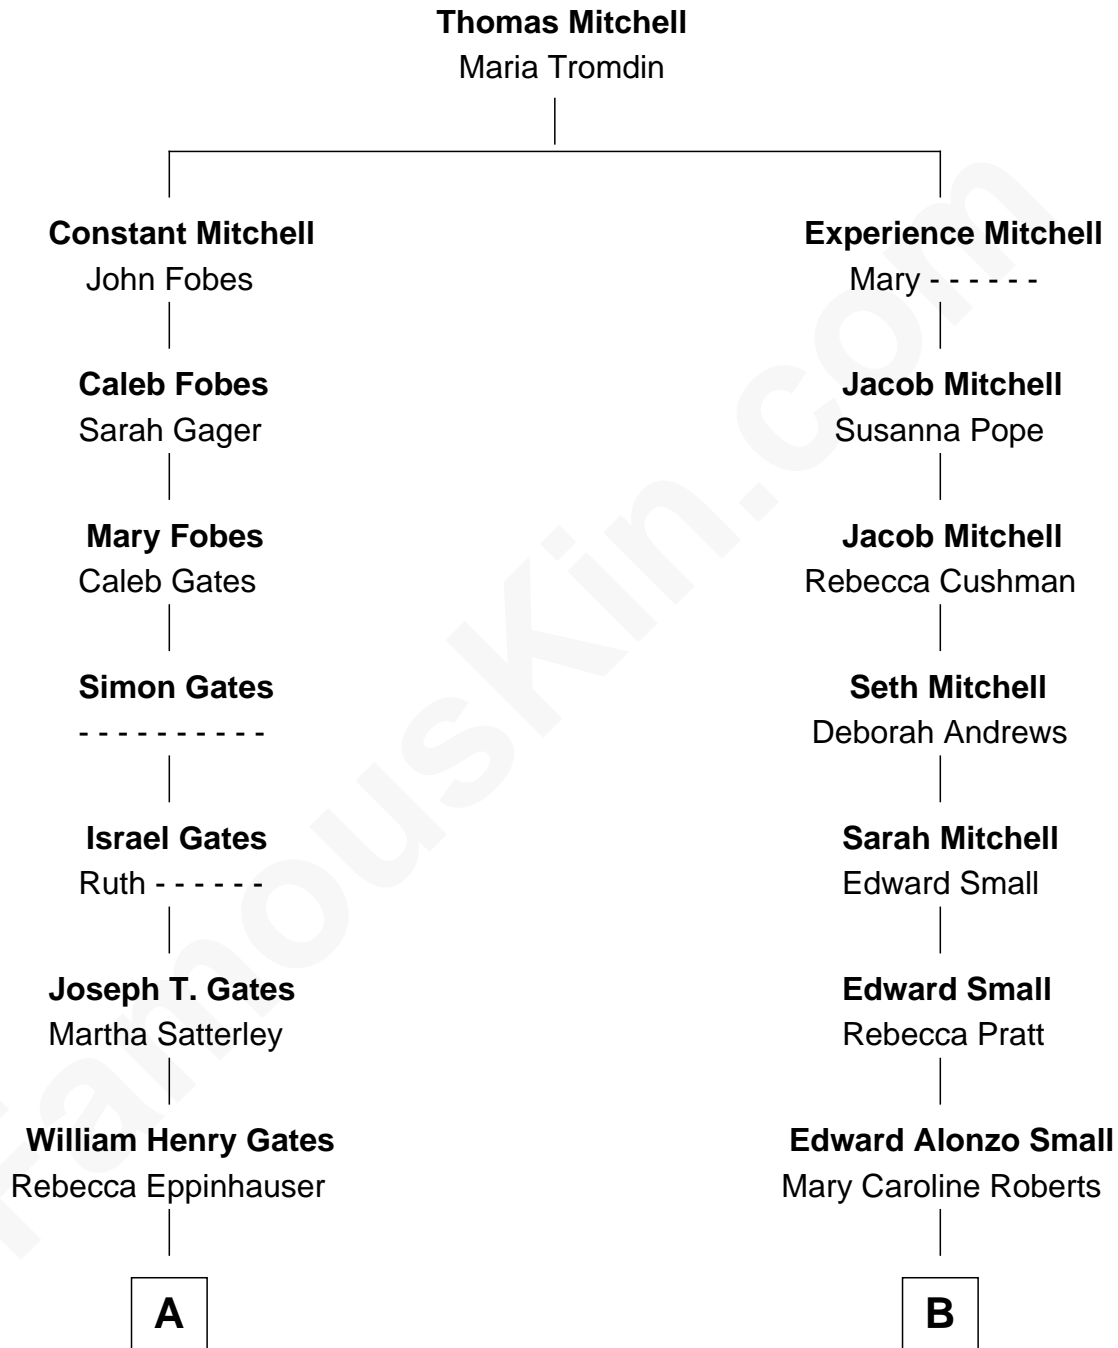 Thomas Mitchell
Maria Tromdin
Constant Mitchell
John Fobes
Experience Mitchell
Mary - - - - - -
Caleb Fobes
Sarah Gager
Jacob Mitchell
Susanna Pope
Mary Fobes
Caleb Gates
Jacob Mitchell
Rebecca Cushman
Simon Gates
- - - - - - - - - -
Seth Mitchell
Deborah Andrews
Israel Gates
Ruth - - - - - -
Sarah Mitchell
Edward Small
Joseph T. Gates
Martha Satterley
Edward Small
Rebecca Pratt
William Henry Gates
Rebecca Eppinhauser
Edward Alonzo Small
Mary Caroline Roberts
A
B
FamousKin.com